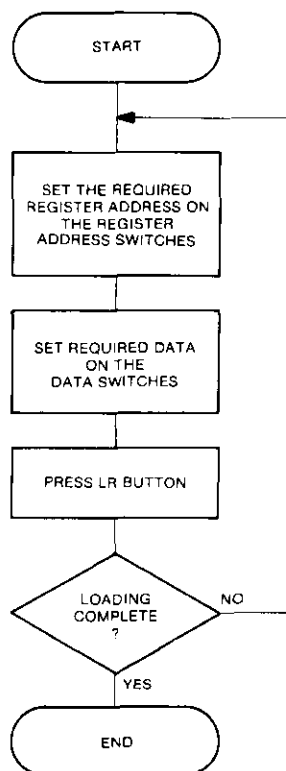 START
SET THE REQUIRED
REGISTER ADDRESS ON
THE REGISTER
ADDRESS SWITCHES
SET REQUIRED DATA
ON THE
DATA SWITCHES
PRESS LR BUTTON
LOADING
COMPLETE
?
NO
YES
END